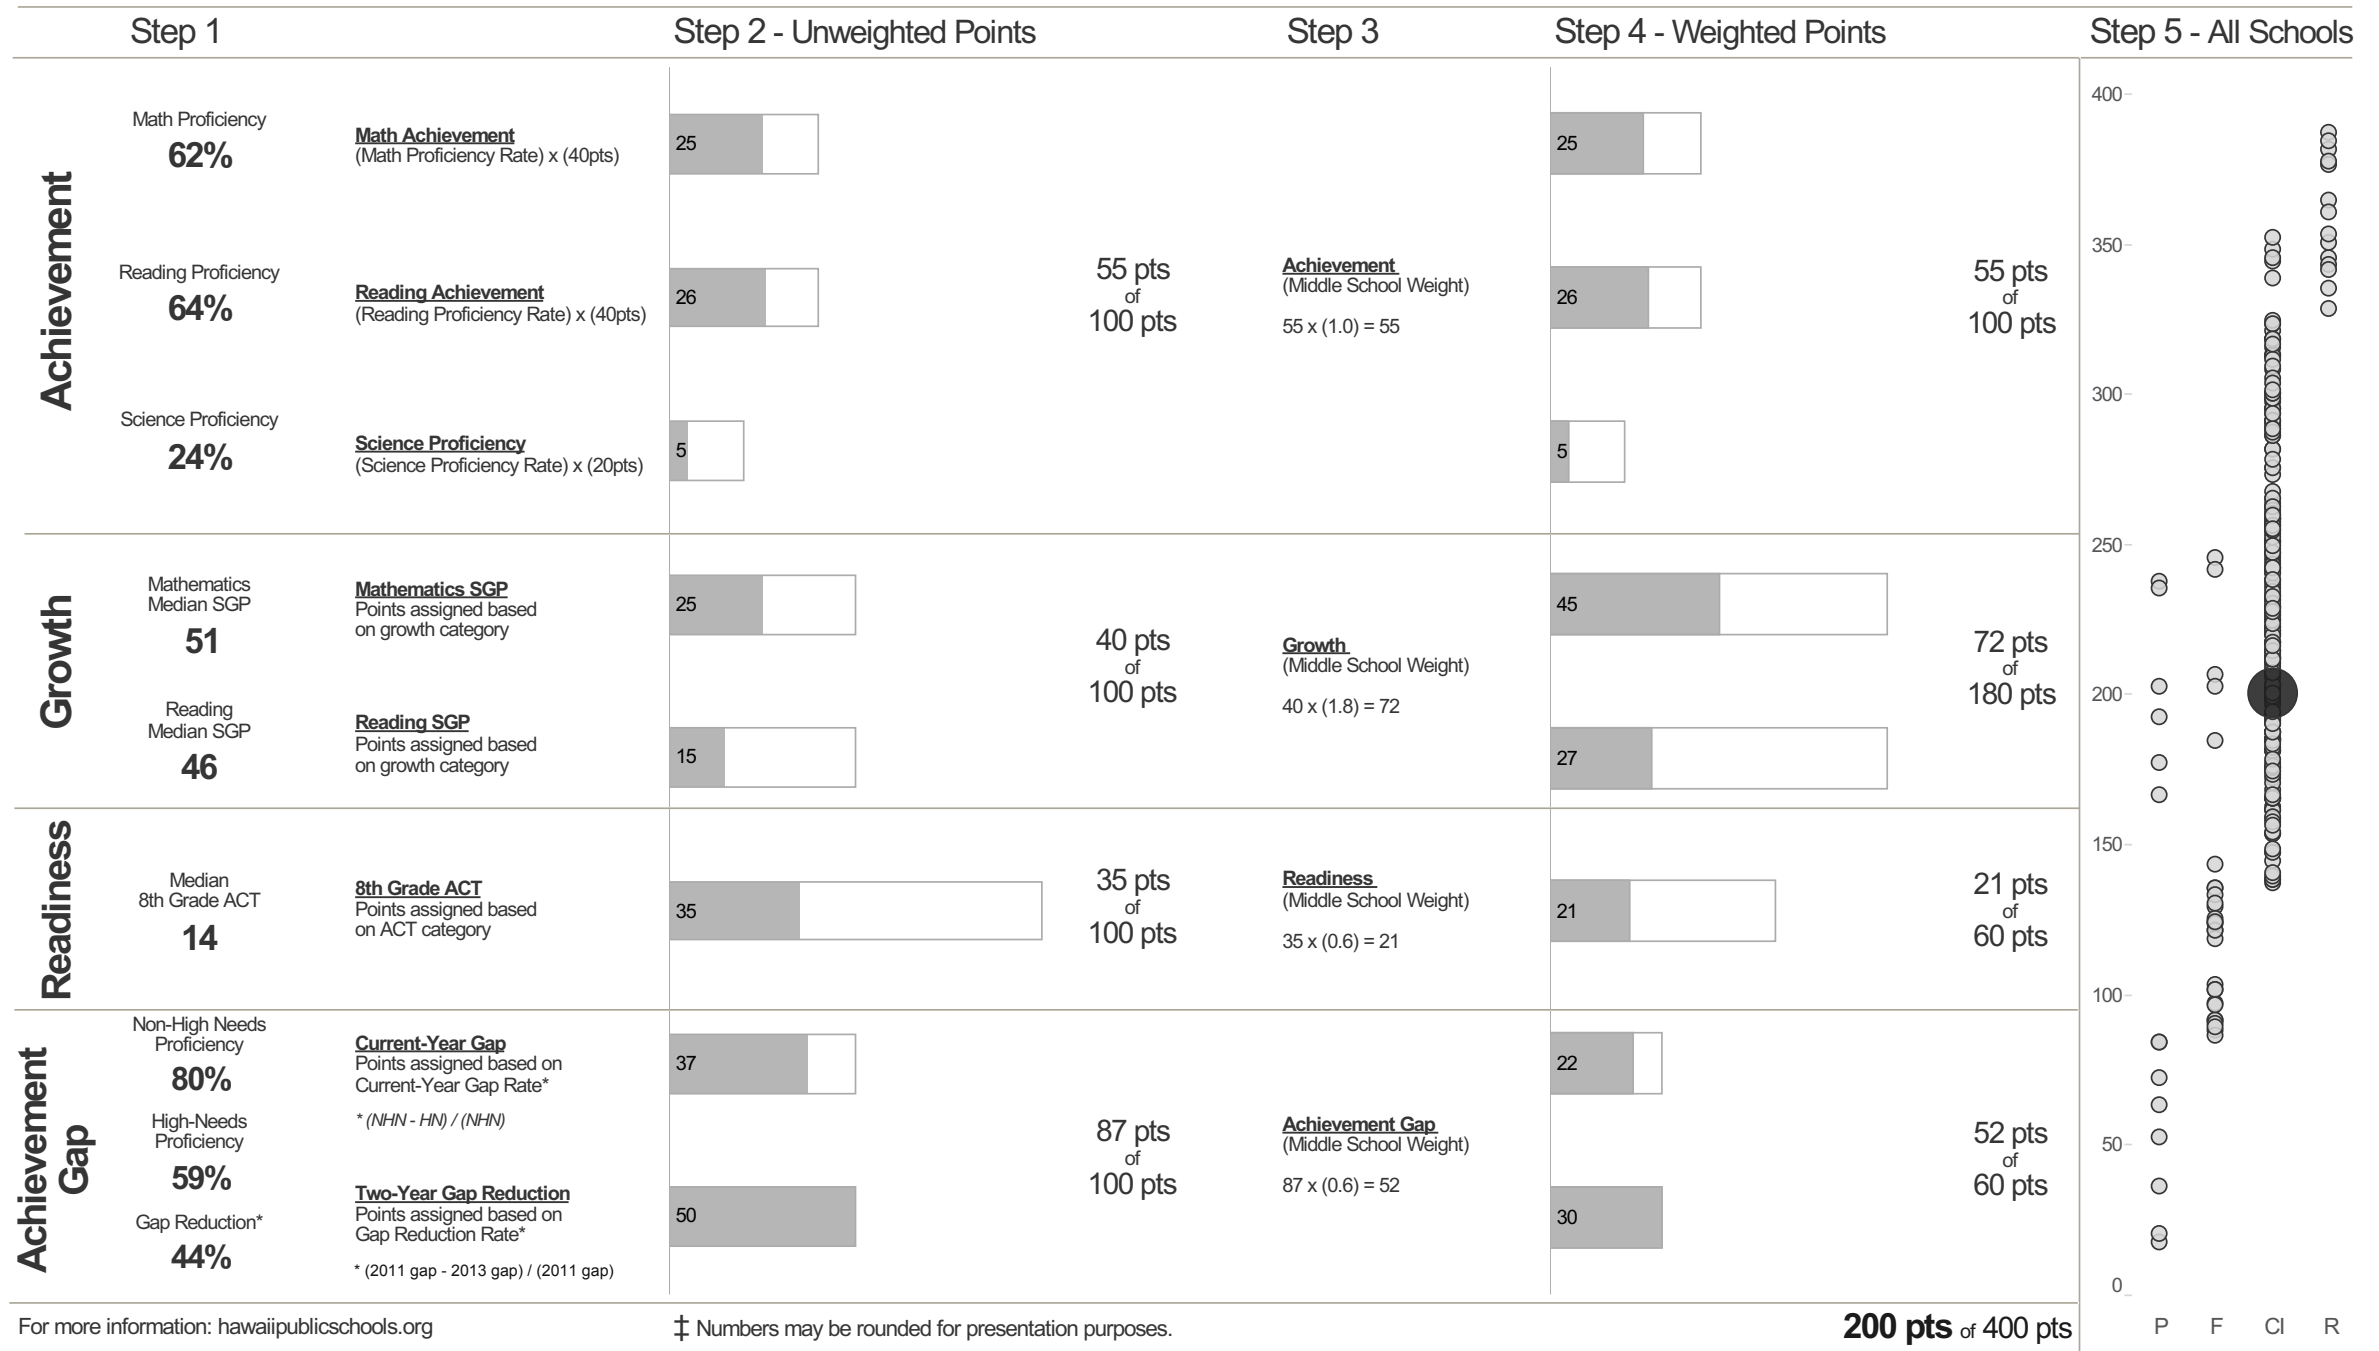 Step 1
Step 2 - Unweighted Points
Step 3
Step 4 - Weighted Points
Step 5 - All Schools
Achievement
Math Proficiency
62%
Math Achievement
(Math Proficiency Rate) x (40pts)
25
25
Reading Proficiency
64%
Reading Achievement
(Reading Proficiency Rate) x (40pts)
26
55 pts
of
100 pts
Achievement
(Middle School Weight)
55 x (1.0) = 55
26
55 pts
of
100 pts
Science Proficiency
24%
Science Proficiency
(Science Proficiency Rate) x (20pts)
5
5
Growth
Mathematics
Median SGP
51
Mathematics SGP
Points assigned based
on growth category
25
40 pts
of
100 pts
Growth
(Middle School Weight)
40 x (1.8) = 72
45
72 pts
of
180 pts
Reading
Median SGP
46
Reading SGP
Points assigned based
on growth category
15
27
Readiness
Median
8th Grade ACT
14
8th Grade ACT
Points assigned based
on ACT category
35
35 pts
of
100 pts
Readiness
(Middle School Weight)
35 x (0.6) = 21
21
21 pts
of
60 pts
Achievement
Gap
Non-High Needs
Proficiency
80%
High-Needs
Proficiency
59%
Gap Reduction*
44%
Current-Year Gap
Points assigned based on
Current-Year Gap Rate*
* (NHN - HN) / (NHN)
Two-Year Gap Reduction
Points assigned based on
Gap Reduction Rate*
* (2011 gap - 2013 gap) / (2011 gap)
37
50
87 pts
of
100 pts
Achievement Gap
(Middle School Weight)
87 x (0.6) = 52
22
30
52 pts
of
60 pts
400
350
300
250
200
150
100
50
0
P
F
CI
R
For more information: hawaiipublicschools.org
‡ Numbers may be rounded for presentation purposes.
200 pts of 400 pts